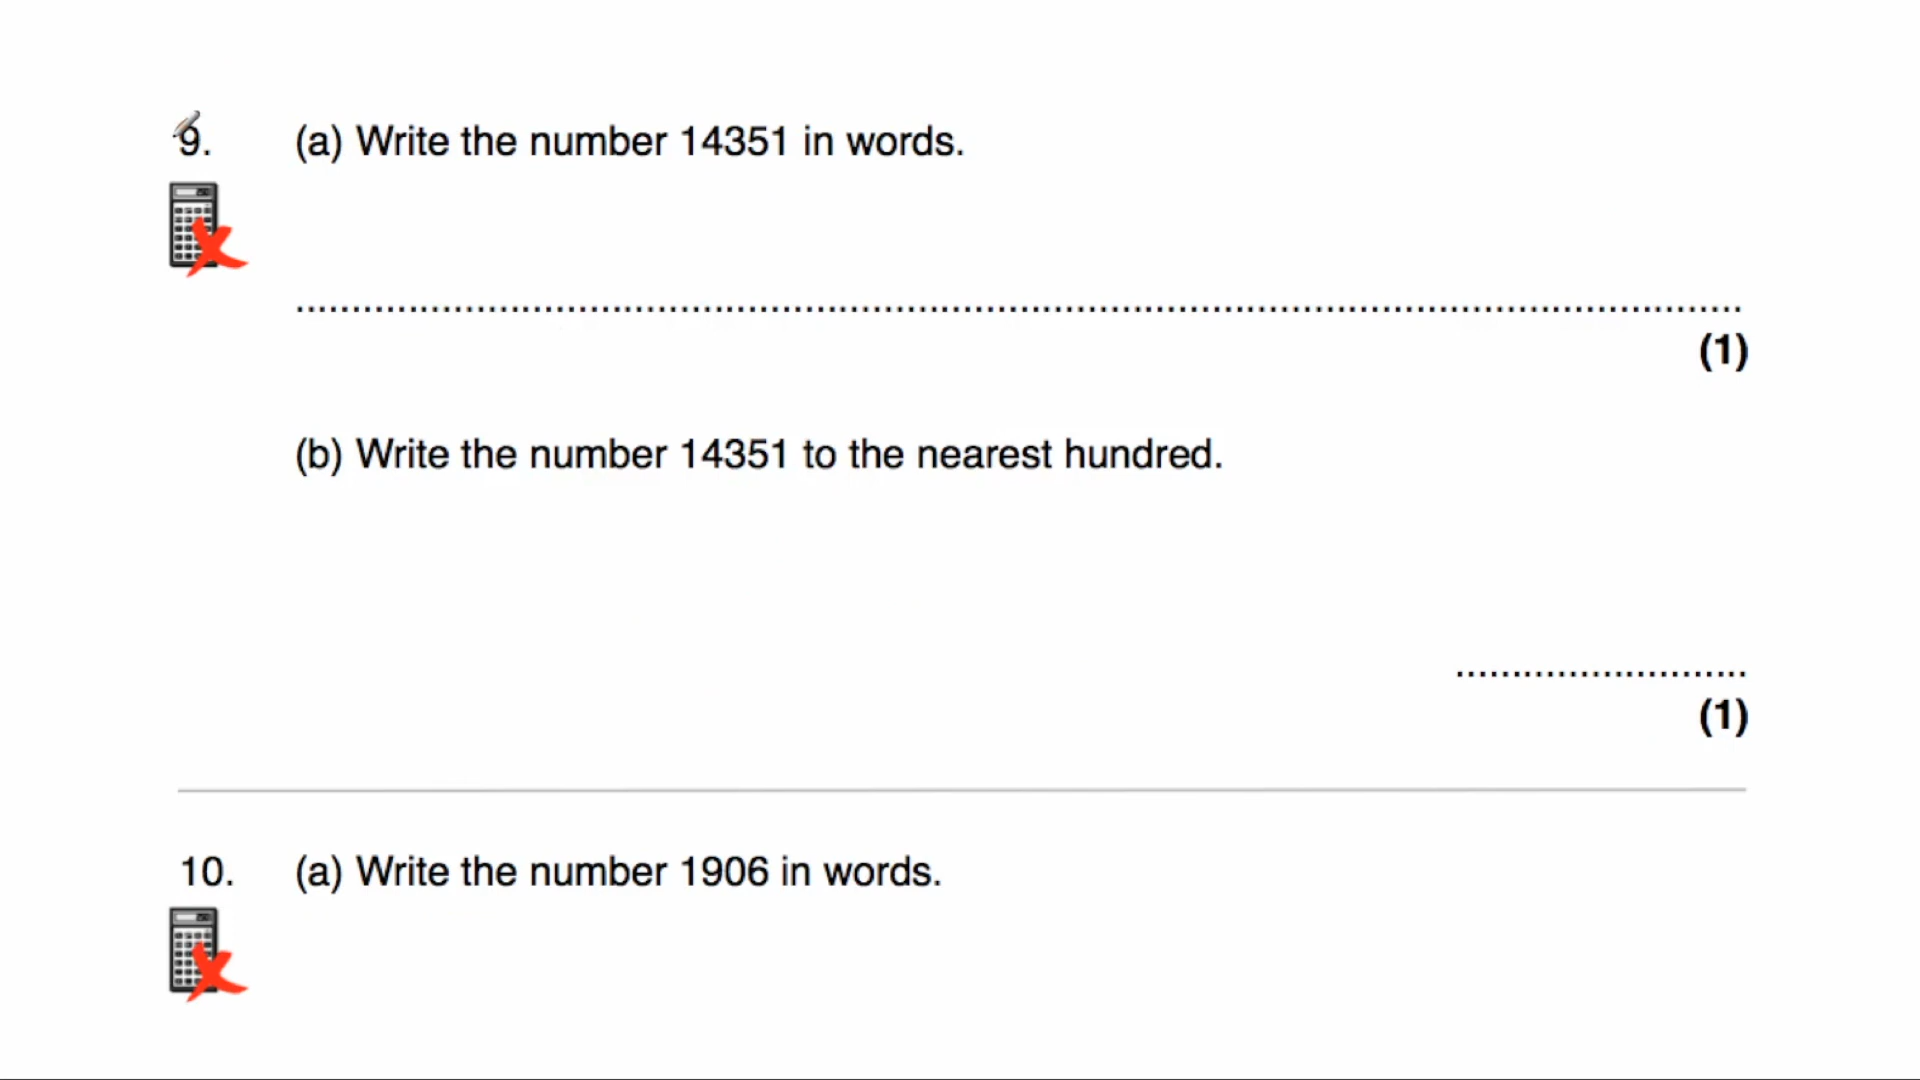 9. (a) Write the number 14351 in words.
................................................................................................................................
(1)
(b) Write the number 14351 to the nearest hundred.
..........................
(1)
10. (a) Write the number 1906 in words.